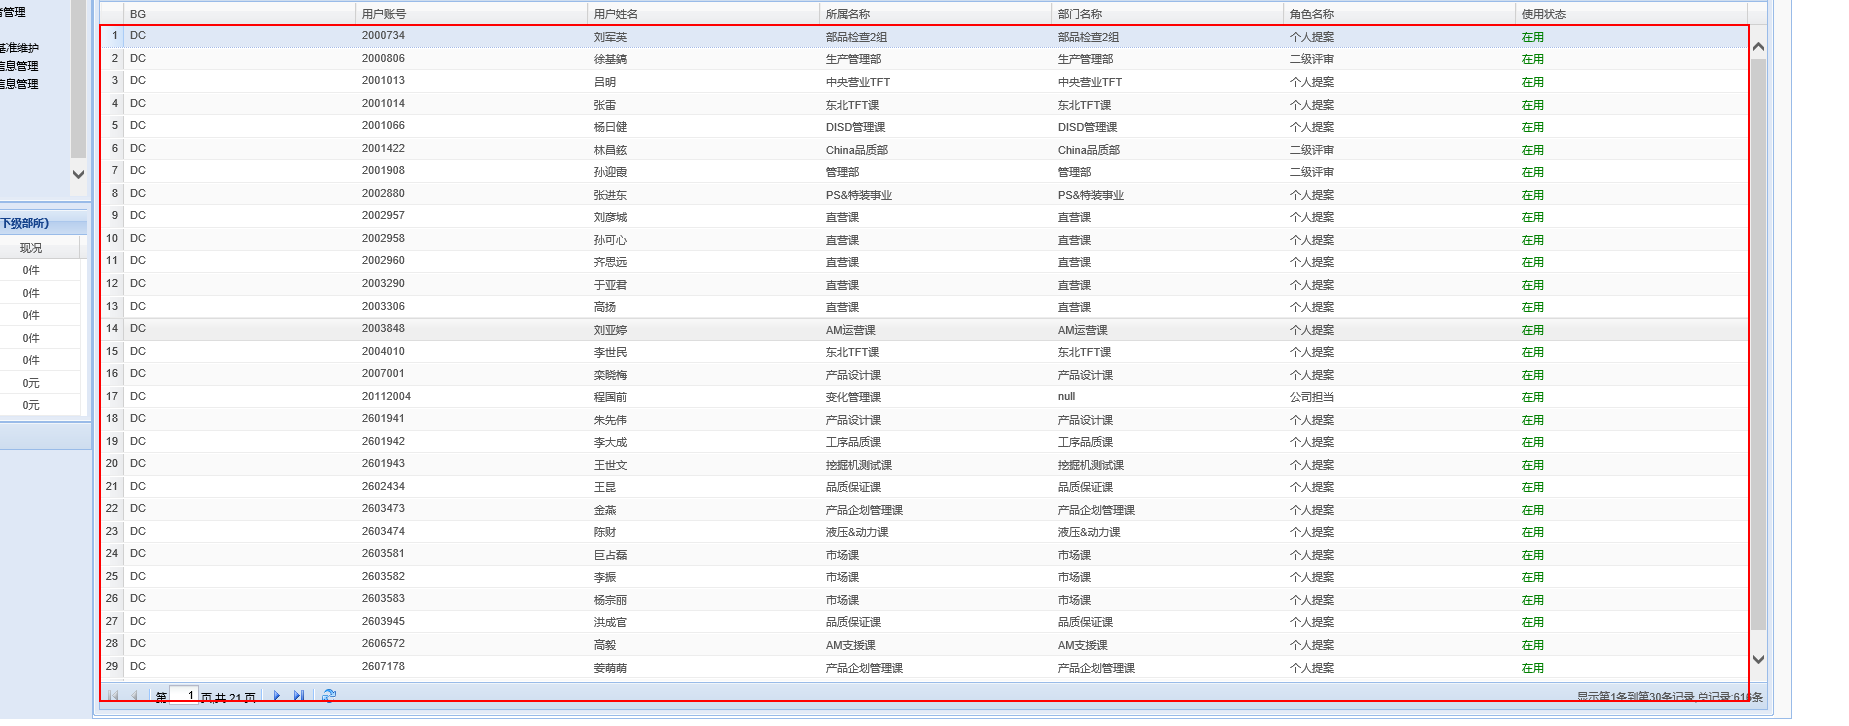 管理
基准维护
信息管理
信息管理
下级部所)
现况
0件
0件
0件
0件
0件
0元
0元
BG 用户账号 用户姓名 所属名称 部门名称 角色名称 使用状态
1 DC 2000734 刘军英 部品检查2组 部品检查2组 个人提案 在用
2 DC 2000806 徐基鎬 生产管理部 生产管理部 二级评审 在用
3 DC 2001013 吕明 中央营业TFT 中央营业TFT 个人提案 在用
4 DC 2001014 张雷 东北TFT课 东北TFT课 个人提案 在用
5 DC 2001066 杨日健 DISD管理课 DISD管理课 个人提案 在用
6 DC 2001422 林昌鉉 China品质部 China品质部 二级评审 在用
7 DC 2001908 孙迎霞 管理部 管理部 二级评审 在用
8 DC 2002880 张进东 PS&特装事业 PS&特装事业 个人提案 在用
9 DC 2002957 刘彦城 直营课 直营课 个人提案 在用
10 DC 2002958 孙可心 直营课 直营课 个人提案 在用
11 DC 2002960 齐思远 直营课 直营课 个人提案 在用
12 DC 2003290 于亚君 直营课 直营课 个人提案 在用
13 DC 2003306 高扬 直营课 直营课 个人提案 在用
14 DC 2003848 刘亚婷 AM运营课 AM运营课 个人提案 在用
15 DC 2004010 李世民 东北TFT课 东北TFT课 个人提案 在用
16 DC 2007001 栾晓梅 产品设计课 产品设计课 个人提案 在用
17 DC 20112004 程国前 变化管理课 null 公司担当 在用
18 DC 2601941 朱先伟 产品设计课 产品设计课 个人提案 在用
19 DC 2601942 李大成 工序品质课 工序品质课 个人提案 在用
20 DC 2601943 王世文 挖掘机测试课 挖掘机测试课 个人提案 在用
21 DC 2602434 王昆 品质保证课 品质保证课 个人提案 在用
22 DC 2603473 金燕 产品企划管理课 产品企划管理课 个人提案 在用
23 DC 2603474 陈财 液压&动力课 液压&动力课 个人提案 在用
24 DC 2603581 巨占磊 市场课 市场课 个人提案 在用
25 DC 2603582 李振 市场课 市场课 个人提案 在用
26 DC 2603583 杨宗丽 市场课 市场课 个人提案 在用
27 DC 2603945 洪成官 品质保证课 品质保证课 个人提案 在用
28 DC 2606572 高毅 AM支援课 AM支援课 个人提案 在用
29 DC 2607178 姜萌萌 产品企划管理课 产品企划管理课 个人提案 在用
第 1 页,共 21 页 显示第1条到第30条记录,总记录:616条